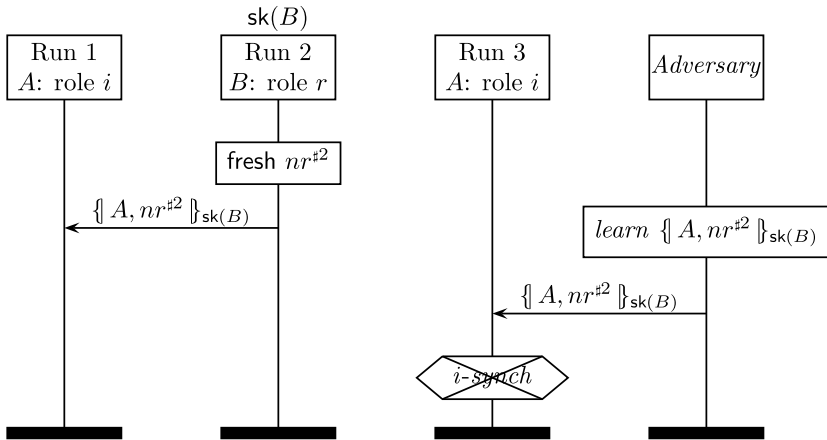 sk(B)
Run 1
A: role i
Run 2
B: role r
Run 3
A: role i
Adversary
fresh nr♯2
{| A, nr♯2 |}sk(B)
learn {| A, nr♯2 |}sk(B)
{| A, nr♯2 |}sk(B)
i-synch